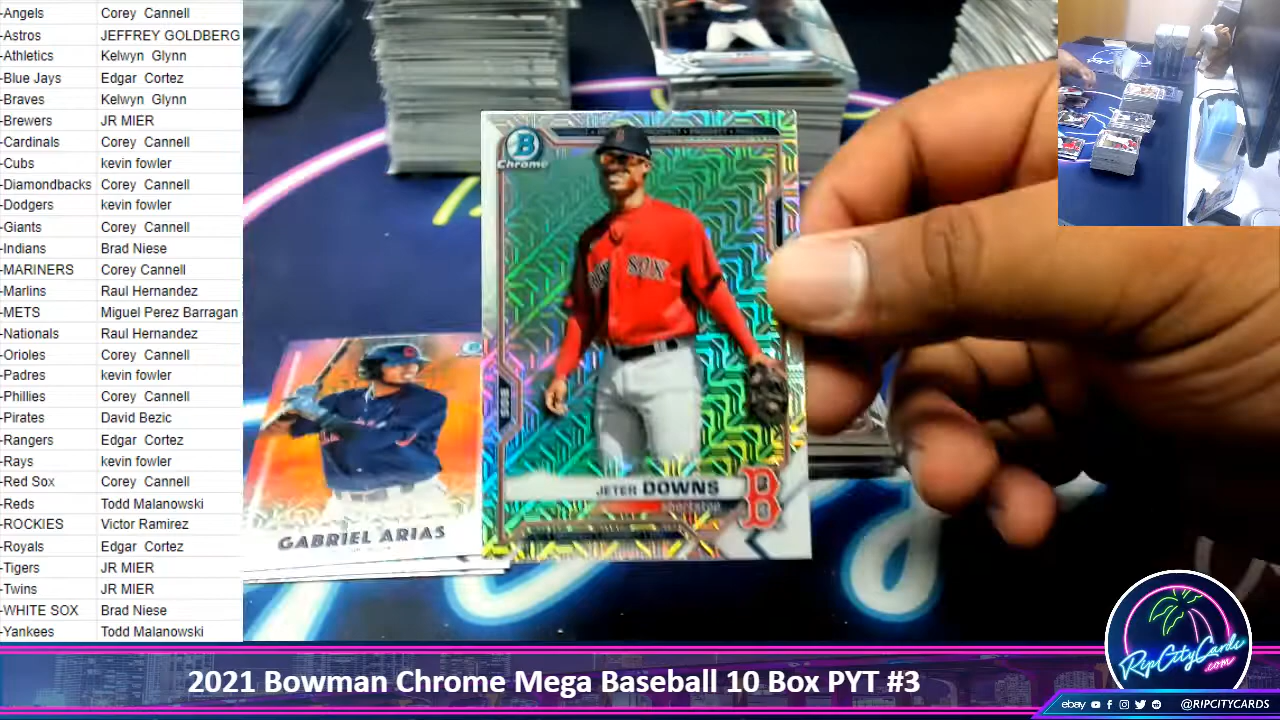 -Angels Corey Cannell
-Astros JEFFREY GOLDBERG
-Athletics Kelwyn Glynn
-Blue Jays Edgar Cortez
-Braves Kelwyn Glynn
-Brewers JR MIER
-Cardinals Corey Cannell
-Cubs kevin fowler
-Diamondbacks Corey Cannell
-Dodgers kevin fowler
-Giants Corey Cannell
-Indians Brad Niese
-MARINERS Corey Cannell
-Marlins Raul Hernandez
-METS Miguel Perez Barragan
-Nationals Raul Hernandez
-Orioles Corey Cannell
-Padres kevin fowler
-Phillies Corey Cannell
-Pirates David Bezic
-Rangers Edgar Cortez
-Rays kevin fowler
-Red Sox Corey Cannell
-Reds Todd Malanowski
-ROCKIES Victor Ramirez
-Royals Edgar Cortez
-Tigers JR MIER
-Twins JR MIER
-WHITE SOX Brad Niese
-Yankees Todd Malanowski
B
Chrome
SOX
JETER DOWNS
shortstop
B
GABRIEL ARIAS
RipCityCards
.com
2021 Bowman Chrome Mega Baseball 10 Box PYT #3
ebay @RIPCITYCARDS